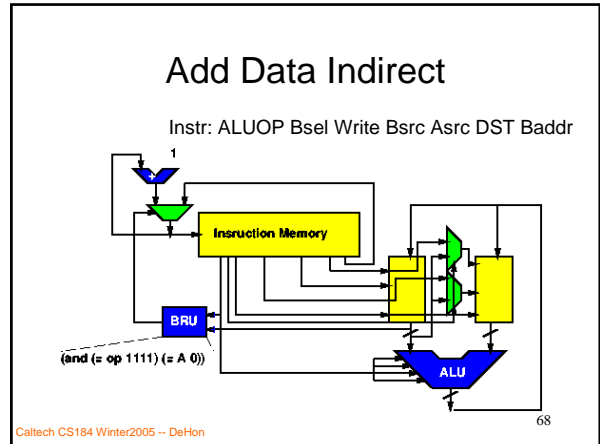 Add Data Indirect
Instr: ALUOP Bsel Write Bsrc Asrc DST Baddr
1
+
Insruction Memory
BRU
(and (= op 1111) (= A 0))
ALU
68
Caltech CS184 Winter2005 -- DeHon